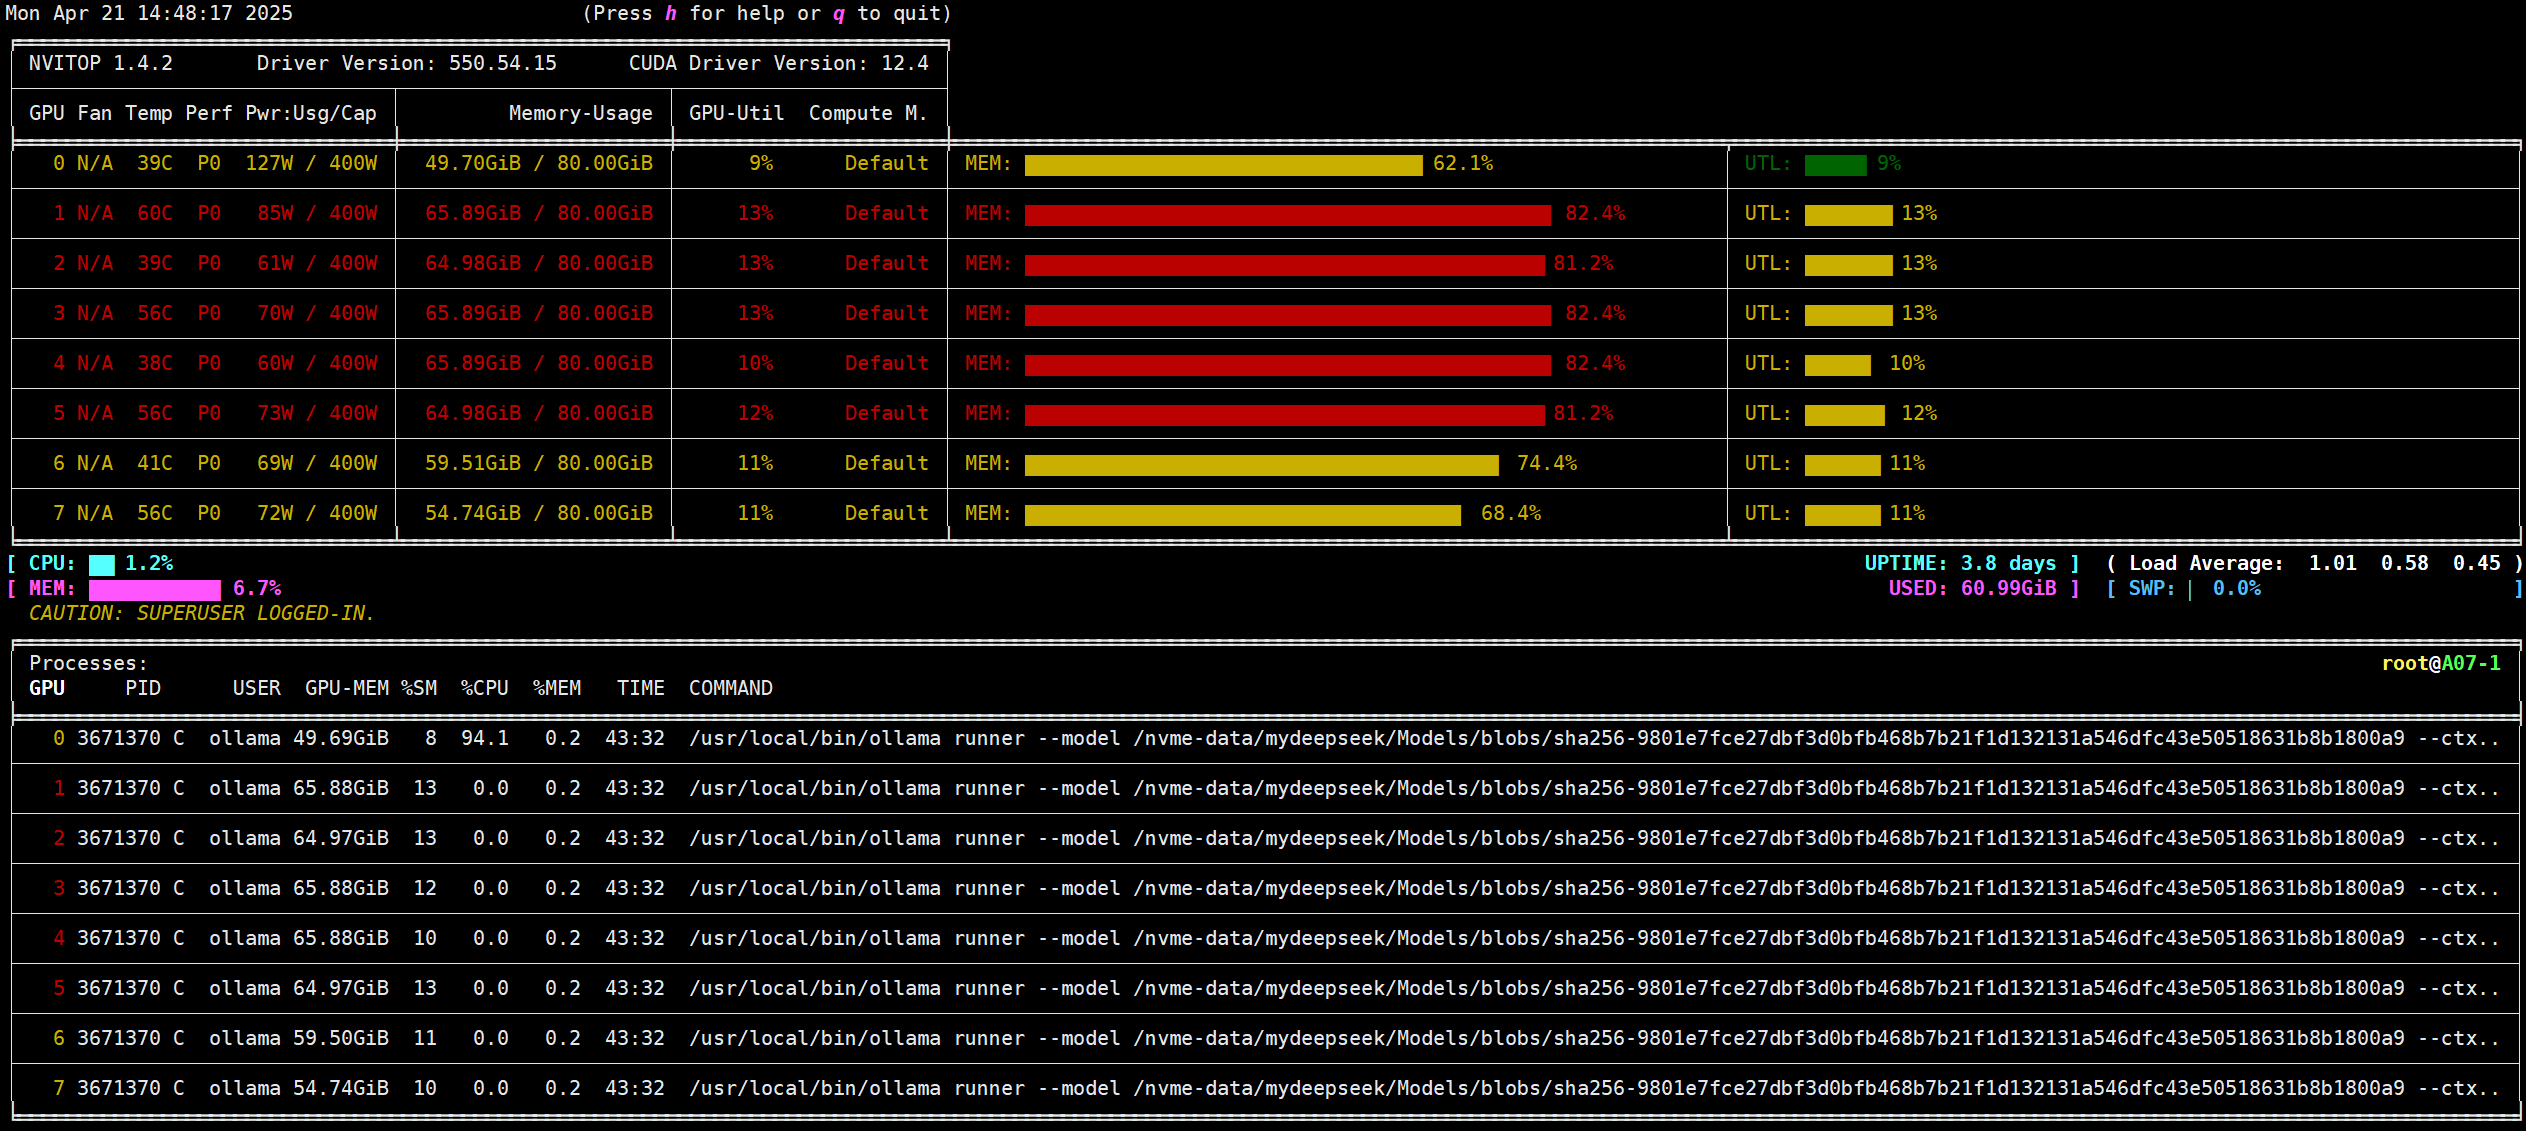 Mon Apr 21 14:48:17 2025                        (Press h for help or q to quit)
NVITOP 1.4.2       Driver Version: 550.54.15      CUDA Driver Version: 12.4
GPU Fan Temp Perf Pwr:Usg/Cap           Memory-Usage   GPU-Util  Compute M.
0 N/A  39C  P0  127W / 400W    49.70GiB / 80.00GiB        9%      Default   MEM: 62.1%   UTL: 9%
1 N/A  60C  P0   85W / 400W    65.89GiB / 80.00GiB       13%      Default   MEM: 82.4%   UTL: 13%
2 N/A  39C  P0   61W / 400W    64.98GiB / 80.00GiB       13%      Default   MEM: 81.2%   UTL: 13%
3 N/A  56C  P0   70W / 400W    65.89GiB / 80.00GiB       13%      Default   MEM: 82.4%   UTL: 13%
4 N/A  38C  P0   60W / 400W    65.89GiB / 80.00GiB       10%      Default   MEM: 82.4%   UTL: 10%
5 N/A  56C  P0   73W / 400W    64.98GiB / 80.00GiB       12%      Default   MEM: 81.2%   UTL: 12%
6 N/A  41C  P0   69W / 400W    59.51GiB / 80.00GiB       11%      Default   MEM: 74.4%   UTL: 11%
7 N/A  56C  P0   72W / 400W    54.74GiB / 80.00GiB       11%      Default   MEM: 68.4%   UTL: 11%
[ CPU: 1.2%   UPTIME: 3.8 days ]  ( Load Average:  1.01  0.58  0.45 )
[ MEM: 6.7%   USED: 60.99GiB ]  [ SWP: 0.0% ]
CAUTION: SUPERUSER LOGGED-IN.
Processes:   root@A07-1
GPU     PID      USER  GPU-MEM %SM  %CPU  %MEM   TIME  COMMAND
0 3671370 C  ollama 49.69GiB   8  94.1   0.2  43:32  /usr/local/bin/ollama runner --model /nvme-data/mydeepseek/Models/blobs/sha256-9801e7fce27dbf3d0bfb468b7b21f1d132131a546dfc43e50518631b8b1800a9 --ctx..
1 3671370 C  ollama 65.88GiB  13   0.0   0.2  43:32  /usr/local/bin/ollama runner --model /nvme-data/mydeepseek/Models/blobs/sha256-9801e7fce27dbf3d0bfb468b7b21f1d132131a546dfc43e50518631b8b1800a9 --ctx..
2 3671370 C  ollama 64.97GiB  13   0.0   0.2  43:32  /usr/local/bin/ollama runner --model /nvme-data/mydeepseek/Models/blobs/sha256-9801e7fce27dbf3d0bfb468b7b21f1d132131a546dfc43e50518631b8b1800a9 --ctx..
3 3671370 C  ollama 65.88GiB  12   0.0   0.2  43:32  /usr/local/bin/ollama runner --model /nvme-data/mydeepseek/Models/blobs/sha256-9801e7fce27dbf3d0bfb468b7b21f1d132131a546dfc43e50518631b8b1800a9 --ctx..
4 3671370 C  ollama 65.88GiB  10   0.0   0.2  43:32  /usr/local/bin/ollama runner --model /nvme-data/mydeepseek/Models/blobs/sha256-9801e7fce27dbf3d0bfb468b7b21f1d132131a546dfc43e50518631b8b1800a9 --ctx..
5 3671370 C  ollama 64.97GiB  13   0.0   0.2  43:32  /usr/local/bin/ollama runner --model /nvme-data/mydeepseek/Models/blobs/sha256-9801e7fce27dbf3d0bfb468b7b21f1d132131a546dfc43e50518631b8b1800a9 --ctx..
6 3671370 C  ollama 59.50GiB  11   0.0   0.2  43:32  /usr/local/bin/ollama runner --model /nvme-data/mydeepseek/Models/blobs/sha256-9801e7fce27dbf3d0bfb468b7b21f1d132131a546dfc43e50518631b8b1800a9 --ctx..
7 3671370 C  ollama 54.74GiB  10   0.0   0.2  43:32  /usr/local/bin/ollama runner --model /nvme-data/mydeepseek/Models/blobs/sha256-9801e7fce27dbf3d0bfb468b7b21f1d132131a546dfc43e50518631b8b1800a9 --ctx..